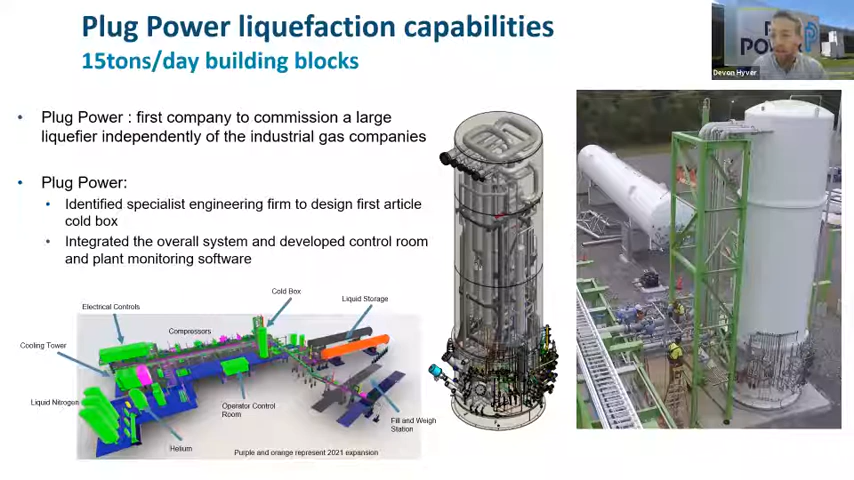 Plug Power liquefaction capabilities
15tons/day building blocks
Devon Hyver
• Plug Power : first company to commission a large
liquefier independently of the industrial gas companies
• Plug Power:
• Identified specialist engineering firm to design first article
cold box
• Integrated the overall system and developed control room
and plant monitoring software
Cold Box
Liquid Storage
Electrical Controls
Compressors
Cooling Tower
Liquid Nitrogen
Operator Control
Room
Fill and Weigh
Station
Helium
Purple and orange represent 2021 expansion